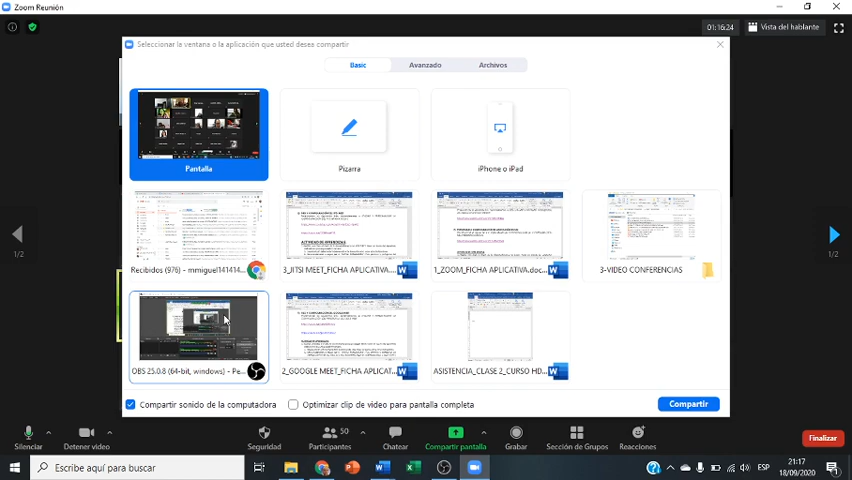 Zoom Reunión
01:16:24
Vista del hablante
Seleccionar la ventana o la aplicación que usted desea compartir
Basic
Avanzado
Archivos
Pantalla
Pizarra
iPhone o iPad
1/2
1/2
Recibidos (976) - mmiguel141414...
3_JITSI MEET_FICHA APLICATIVA...
1_ZOOM_FICHA APLICATIVA.doc...
3-VIDEO CONFERENCIAS
OBS 25.0.8 (64-bit, windows) - Pe...
2_GOOGLE MEET_FICHA APLICAT...
ASISTENCIA_CLASE 2_CURSO HD...
Compartir sonido de la computadora
Optimizar clip de video para pantalla completa
Compartir
50
Silenciar
Detener video
Seguridad
Participantes
Chatear
Compartir pantalla
Grabar
Sección de Grupos
Reacciones
Finalizar
Escribe aquí para buscar
ESP
21:17
18/09/2020